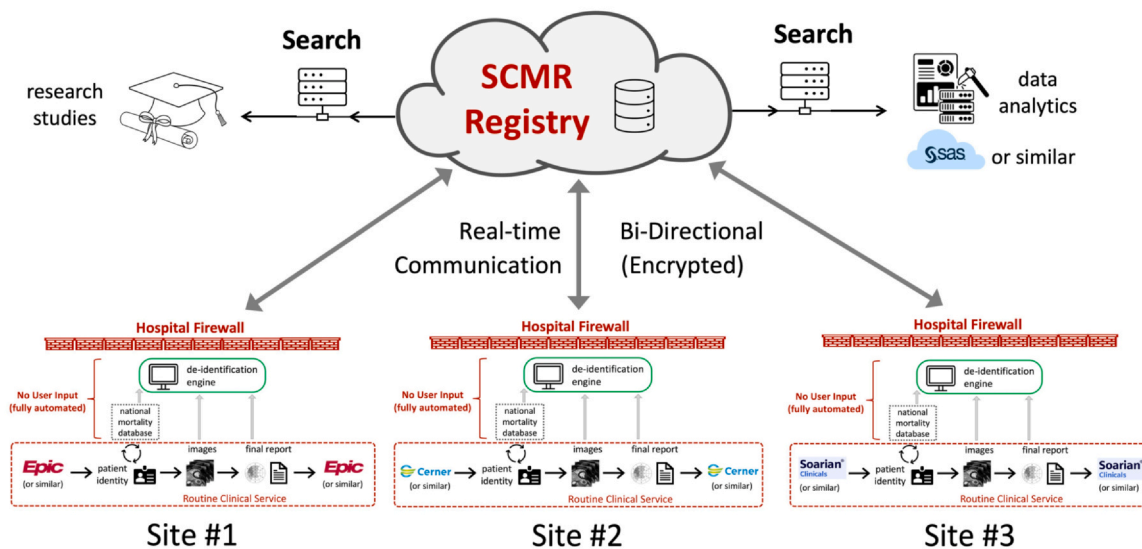 Search
Search
SCMR
Registry
research
studies
data
analytics
sas
or similar
Real-time
Communication
Bi-Directional
(Encrypted)
Hospital Firewall
de-identification
engine
No User Input
(fully automated)
national
mortality
database
images
final report
Epic
(or similar)
patient
identity
Epic
(or similar)
Routine Clinical Service
Site #1
Hospital Firewall
de-identification
engine
No User Input
(fully automated)
national
mortality
database
images
final report
Cerner
(or similar)
patient
identity
Cerner
(or similar)
Routine Clinical Service
Site #2
Hospital Firewall
de-identification
engine
No User Input
(fully automated)
national
mortality
database
images
final report
Soarian®
Clinicals
(or similar)
patient
identity
Soarian®
Clinicals
(or similar)
Routine Clinical Service
Site #3